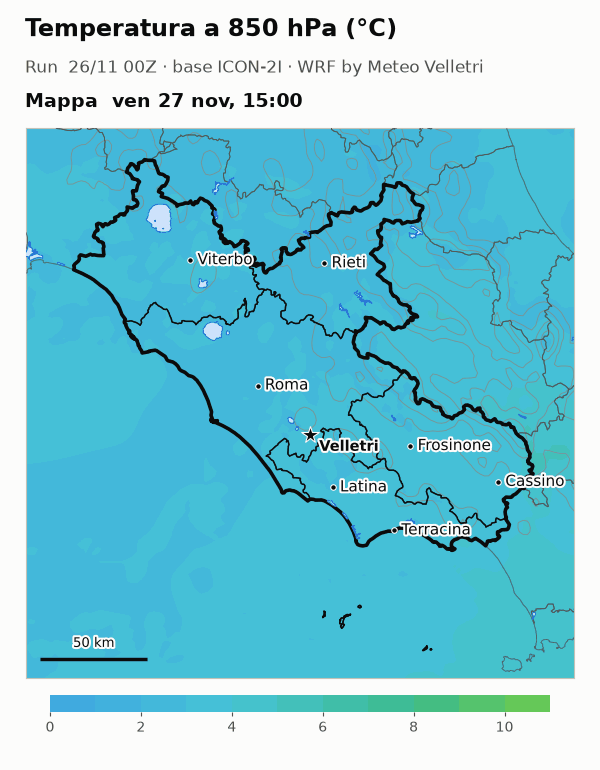 Temperatura a 850 hPa (°C)
Run  26/11 00Z · base ICON-2I · WRF by Meteo Velletri
Mappa  ven 27 nov, 15:00
Viterbo
Rieti
Roma
Velletri
Frosinone
Cassino
Latina
Terracina
50 km
0 2 4 6 8 10